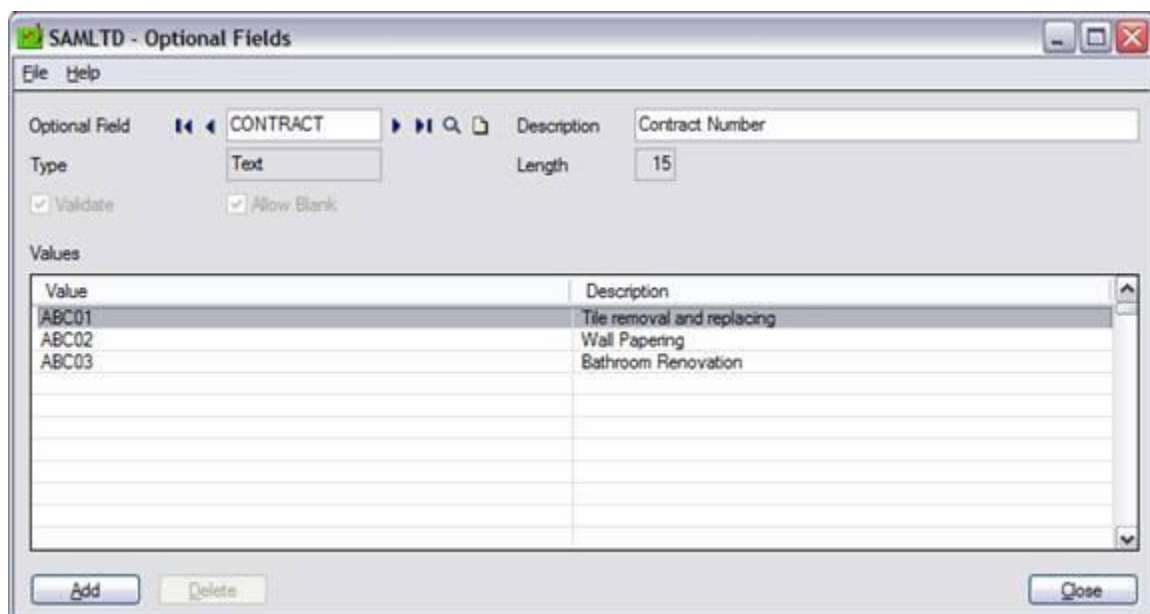 SAMLTD - Optional Fields
File Help
Optional Field CONTRACT Description Contract Number
Type Text Length 15
Validate Allow Blank
Values
Value Description
ABC01 Tile removal and replacing
ABC02 Wall Papering
ABC03 Bathroom Renovation
Add Delete Close